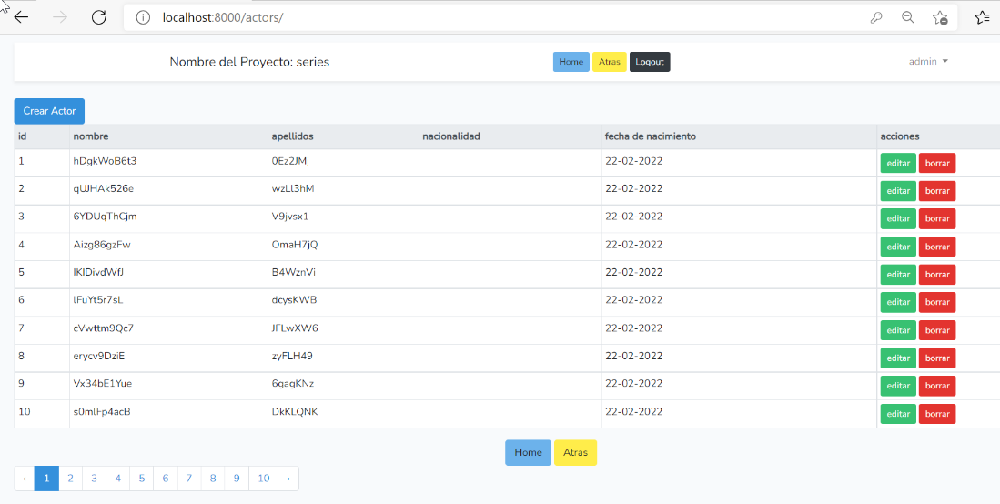 localhost:8000/actors/
Nombre del Proyecto: series Home Atras Logout admin
Crear Actor
id nombre apellidos nacionalidad fecha de nacimiento acciones
1 hDgkWoB6t3 0Ez2JMj 22-02-2022 editar borrar
2 qUJHAk526e wzLl3hM 22-02-2022 editar borrar
3 6YDUqThCjm V9jvsx1 22-02-2022 editar borrar
4 Aizg86gzFw OmaH7jQ 22-02-2022 editar borrar
5 IKIDivdWfJ B4WznVi 22-02-2022 editar borrar
6 lFuYt5r7sL dcysKWB 22-02-2022 editar borrar
7 cVwttm9Qc7 JFLwXW6 22-02-2022 editar borrar
8 erycv9DziE zyFLH49 22-02-2022 editar borrar
9 Vx34bE1Yue 6gagKNz 22-02-2022 editar borrar
10 s0mlFp4acB DkKLQNK 22-02-2022 editar borrar
Home Atras
‹ 1 2 3 4 5 6 7 8 9 10 ›